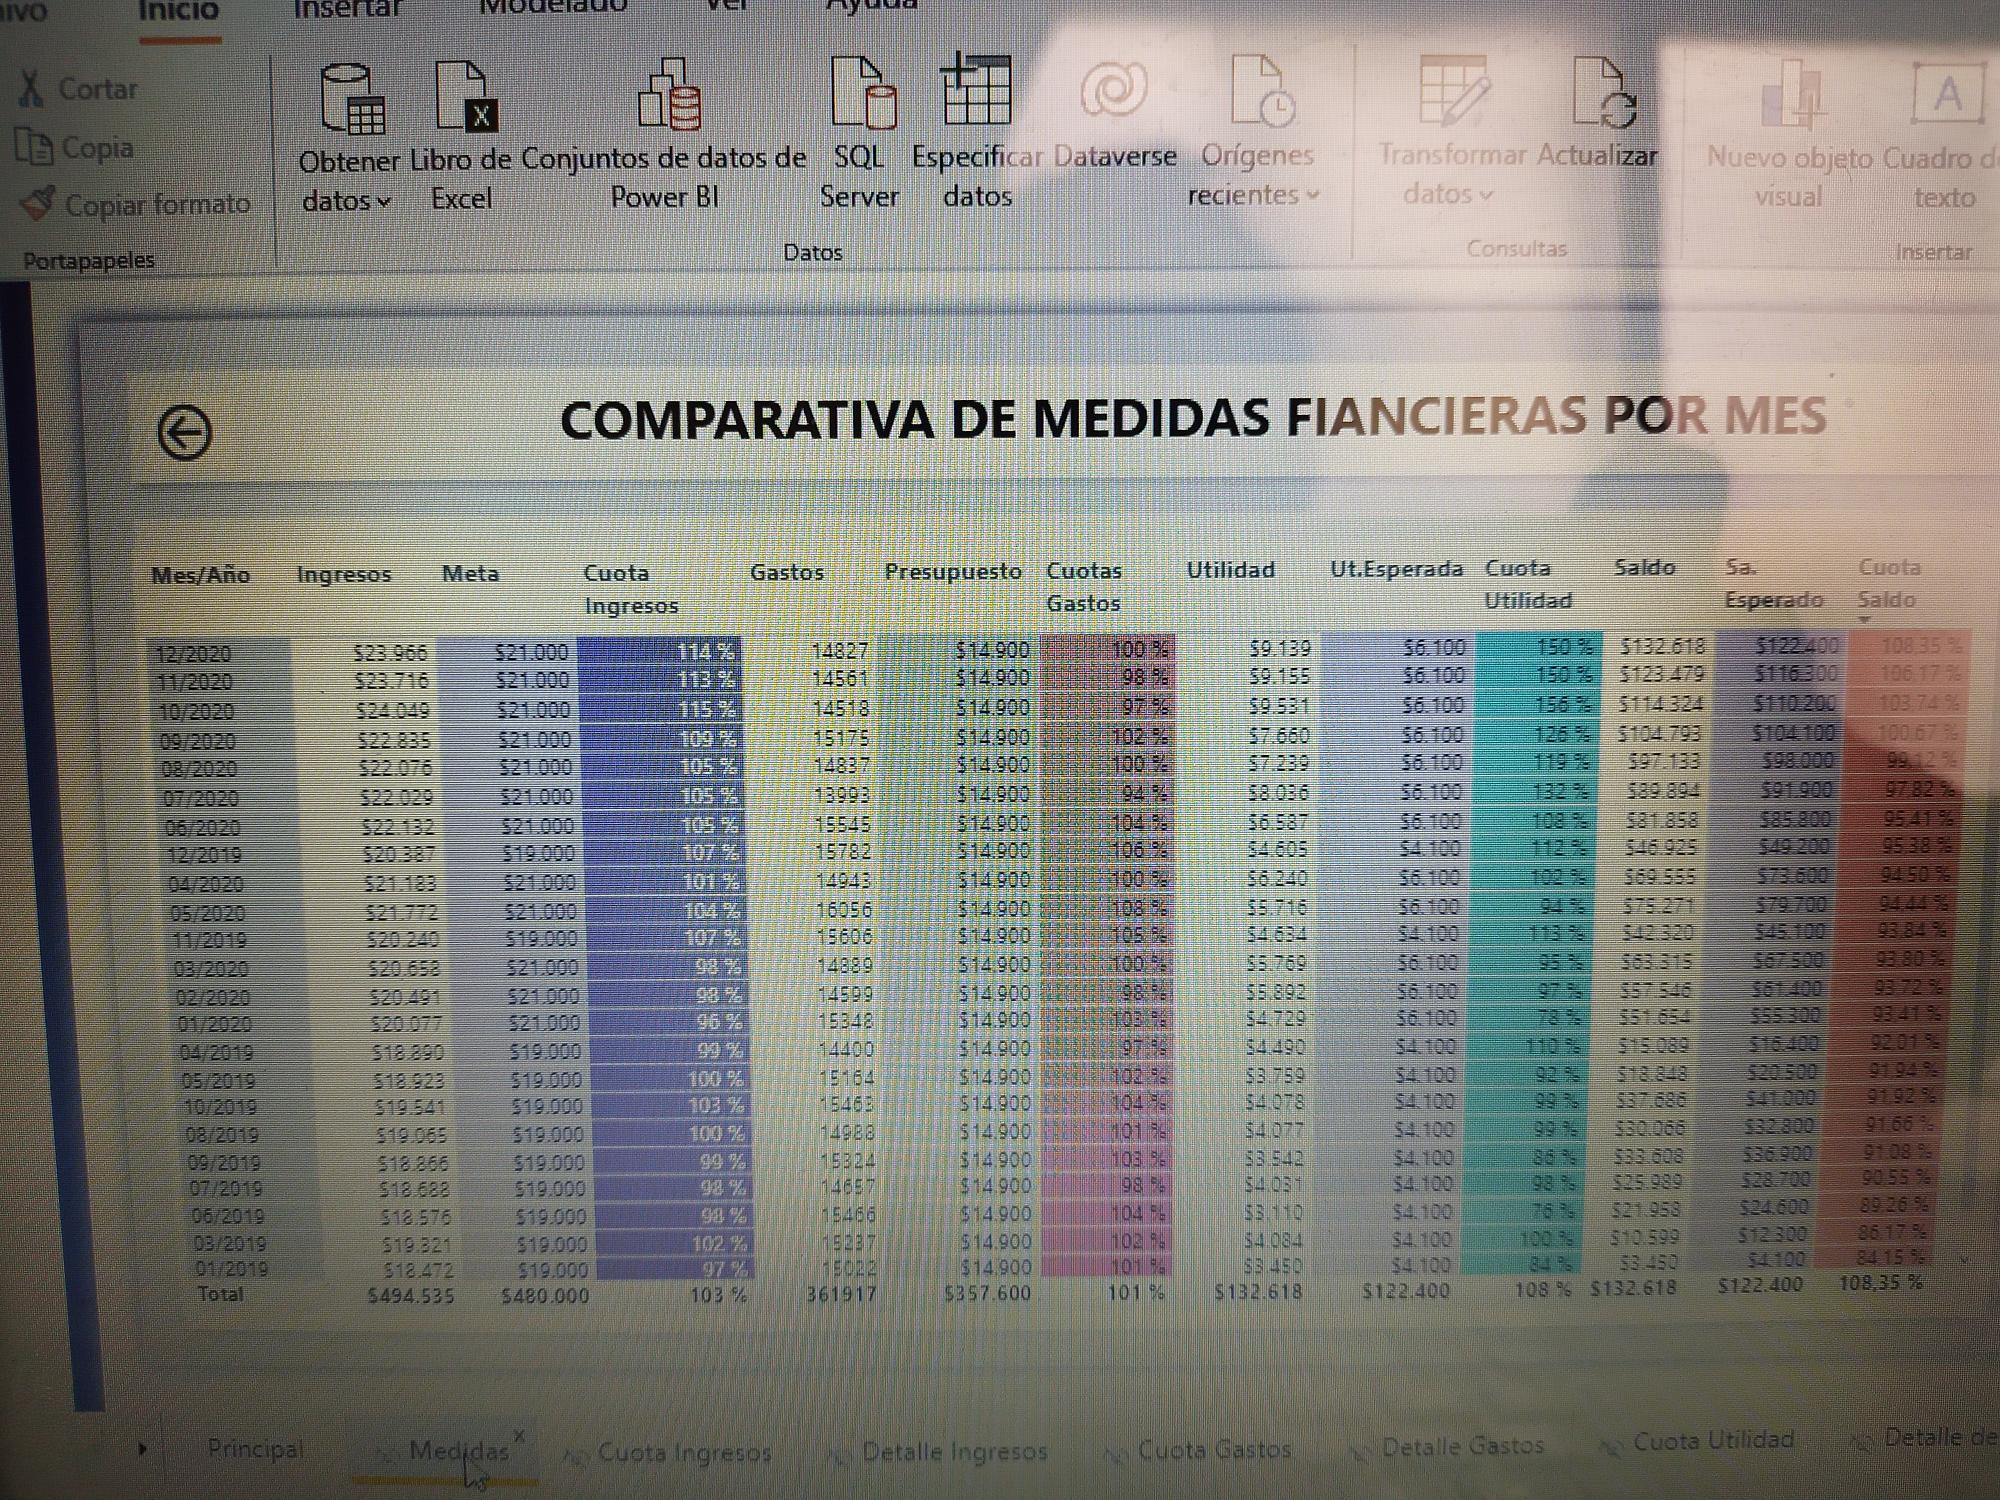 Inicio Insertar Modelado Ver Ayuda
Cortar
Copia
Copiar formato
Portapapeles
Obtener datos
Libro de Excel
Conjuntos de datos de Power BI
SQL Server
Especificar datos
Dataverse
Orígenes recientes
Datos
Transformar datos
Actualizar
Consultas
Nuevo objeto visual
Cuadro d
texto
Insertar
COMPARATIVA DE MEDIDAS FIANCIERAS POR MES
Mes/Año Ingresos Meta Cuota Ingresos Gastos Presupuesto Cuotas Gastos Utilidad Ut.Esperada Cuota Utilidad Saldo Sa. Esperado Cuota Saldo
12/2020 $23.966 $21.000 114 % 14827 $14.900 100 % $9.139 $6.100 150 % $132.618 $122.400 108,35 %
11/2020 $23.716 $21.000 113 % 14561 $14.900 98 % $9.155 $6.100 150 % $123.479 $116.300 106,17 %
10/2020 $24.049 $21.000 115 % 14518 $14.900 97 % $9.531 $6.100 156 % $114.324 $110.200 103,74 %
09/2020 $22.835 $21.000 109 % 15175 $14.900 102 % $7.660 $6.100 126 % $104.793 $104.100 100,67 %
08/2020 $22.076 $21.000 105 % 14837 $14.900 100 % $7.239 $6.100 119 % $97.133 $98.000 99,12 %
07/2020 $22.029 $21.000 105 % 13993 $14.900 94 % $8.036 $6.100 132 % $89.894 $91.900 97,82 %
06/2020 $22.132 $21.000 105 % 15545 $14.900 104 % $6.587 $6.100 108 % $81.858 $85.800 95,41 %
12/2019 $20.387 $19.000 107 % 15782 $14.900 106 % $4.605 $4.100 112 % $46.925 $49.200 95,38 %
04/2020 $21.183 $21.000 101 % 14943 $14.900 100 % $6.240 $6.100 102 % $69.555 $73.600 94,50 %
05/2020 $21.772 $21.000 104 % 16056 $14.900 108 % $5.716 $6.100 94 % $75.271 $79.700 94,44 %
11/2019 $20.240 $19.000 107 % 15606 $14.900 105 % $4.634 $4.100 113 % $42.320 $45.100 93,84 %
03/2020 $20.658 $21.000 98 % 14889 $14.900 100 % $5.769 $6.100 95 % $63.315 $67.500 93,80 %
02/2020 $20.491 $21.000 98 % 14599 $14.900 98 % $5.892 $6.100 97 % $57.546 $61.400 93,72 %
01/2020 $20.077 $21.000 96 % 15348 $14.900 103 % $4.729 $6.100 78 % $51.654 $55.300 93,41 %
04/2019 $18.890 $19.000 99 % 14400 $14.900 97 % $4.490 $4.100 110 % $15.089 $16.400 92,01 %
05/2019 $18.923 $19.000 100 % 15164 $14.900 102 % $3.759 $4.100 92 % $18.848 $20.500 91,94 %
10/2019 $19.541 $19.000 103 % 15463 $14.900 104 % $4.078 $4.100 99 % $37.686 $41.000 91,92 %
08/2019 $19.065 $19.000 100 % 14988 $14.900 101 % $4.077 $4.100 99 % $30.066 $32.800 91,66 %
09/2019 $18.866 $19.000 99 % 15324 $14.900 103 % $3.542 $4.100 86 % $33.608 $36.900 91,08 %
07/2019 $18.688 $19.000 98 % 14657 $14.900 98 % $4.031 $4.100 98 % $25.989 $28.700 90,55 %
06/2019 $18.576 $19.000 98 % 15466 $14.900 104 % $3.110 $4.100 76 % $21.958 $24.600 89,26 %
03/2019 $19.321 $19.000 102 % 15237 $14.900 102 % $4.084 $4.100 100 % $10.599 $12.300 86,17 %
01/2019 $18.472 $19.000 97 % 15022 $14.900 101 % $3.450 $4.100 84 % $3.450 $4.100 84,15 %
Total $494.535 $480.000 103 % 361917 $357.600 101 % $132.618 $122.400 108 % $132.618 $122.400 108,35 %
Principal Medidas Cuota Ingresos Detalle Ingresos Cuota Gastos Detalle Gastos Cuota Utilidad Detalle de